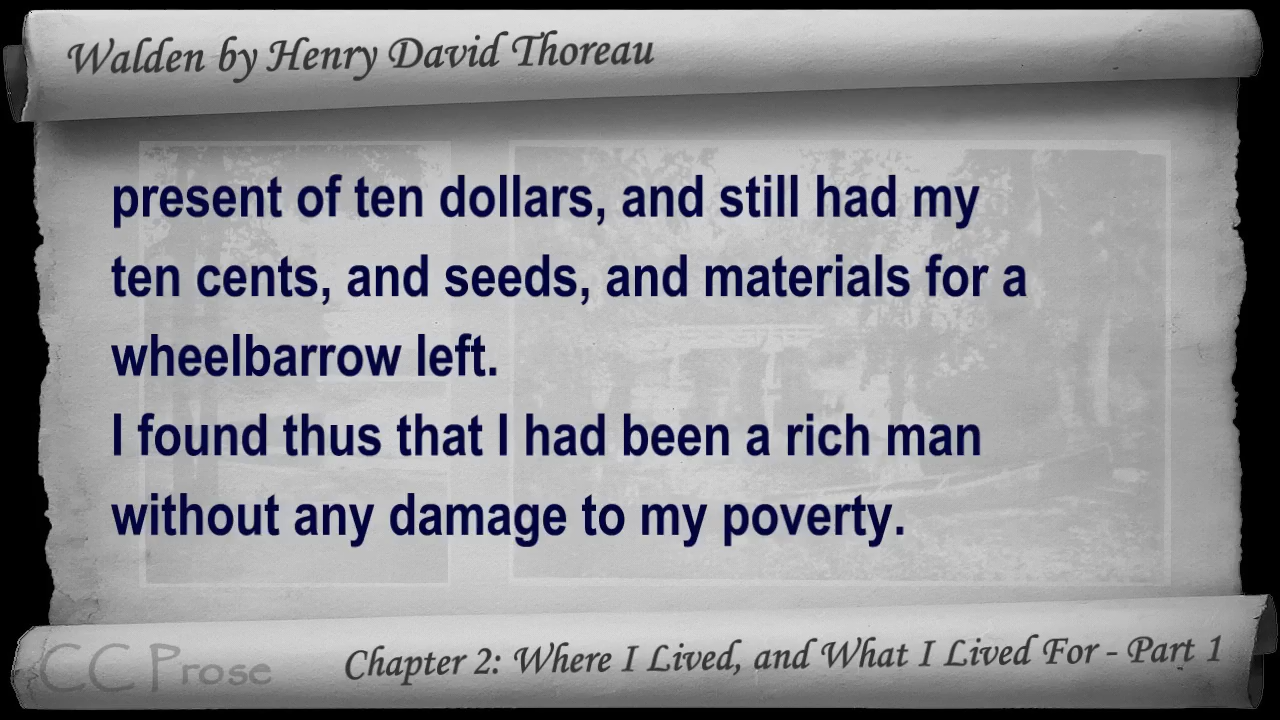 Walden by Henry David Thoreau
present of ten dollars, and still had my
ten cents, and seeds, and materials for a
wheelbarrow left.
I found thus that I had been a rich man
without any damage to my poverty.
CC Prose
Chapter 2: Where I Lived, and What I Lived For - Part 1